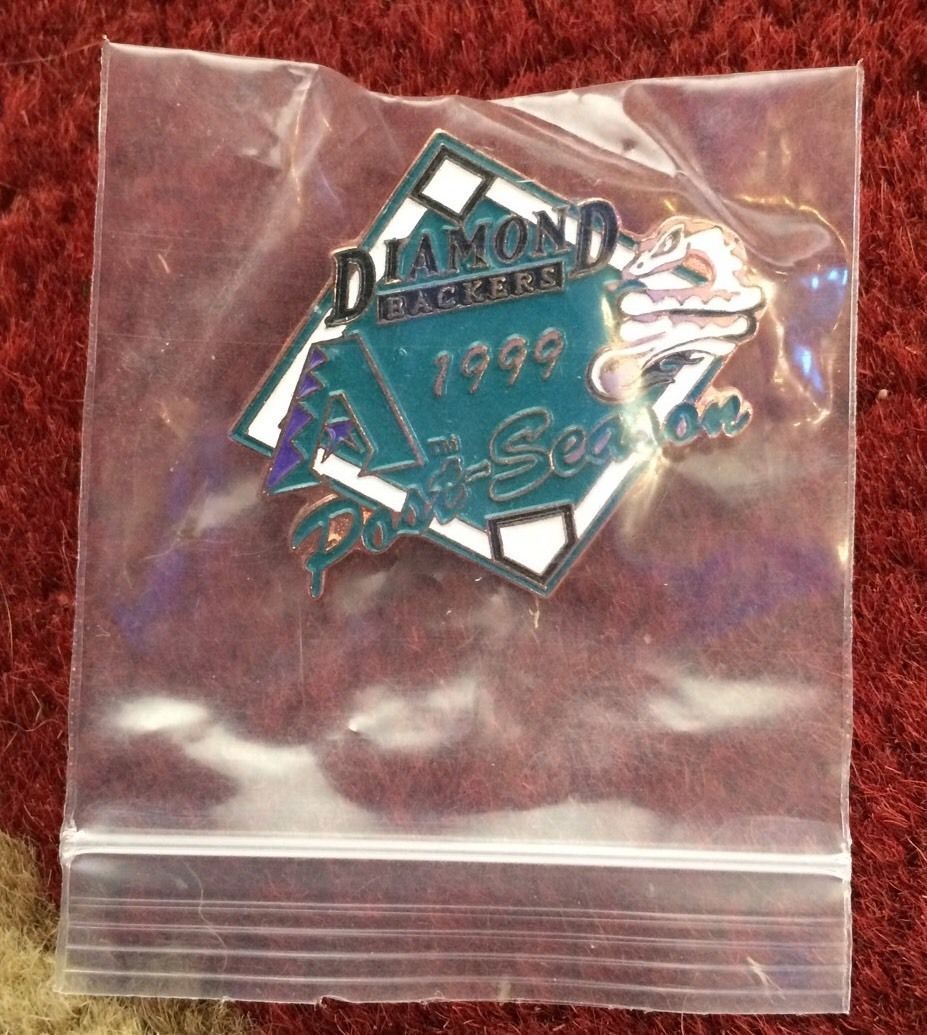 DIAMOND
BACKERS
1999
Post-Season